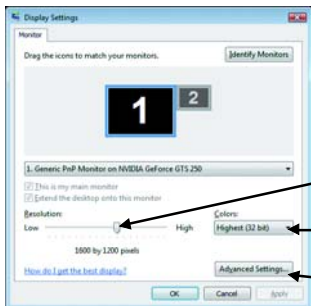 Display Settings
Monitor
Drag the icons to match your monitors.
Identify Monitors
1
2
1. Generic PnP Monitor on NVIDIA GeForce GTS 250
This is my main monitor
Extend the desktop onto this monitor
Resolution:
Colors:
Low
High
Highest (32 bit)
1600 by 1200 pixels
How do I get the best display?
Advanced Settings...
OK
Cancel
Apply